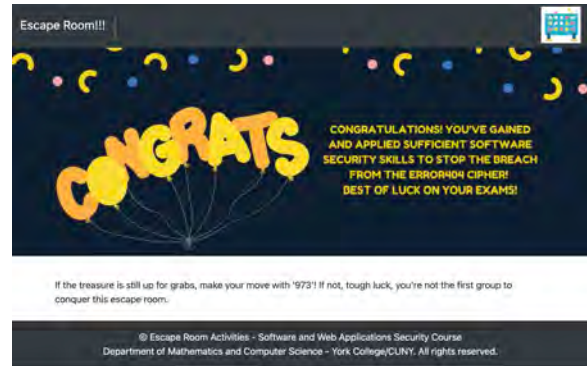 Escape Room!!!
CONGRATS
CONGRATULATIONS! YOU'VE GAINED
AND APPLIED SUFFICIENT SOFTWARE
SECURITY SKILLS TO STOP THE BREACH
FROM THE ERROR404 CIPHER!
BEST OF LUCK ON YOUR EXAMS!
If the treasure is still up for grabs, make your move with '973'! If not, tough luck, you're not the first group to
conquer this escape room.
© Escape Room Activities - Software and Web Applications Security Course
Department of Mathematics and Computer Science - York College/CUNY. All rights reserved.